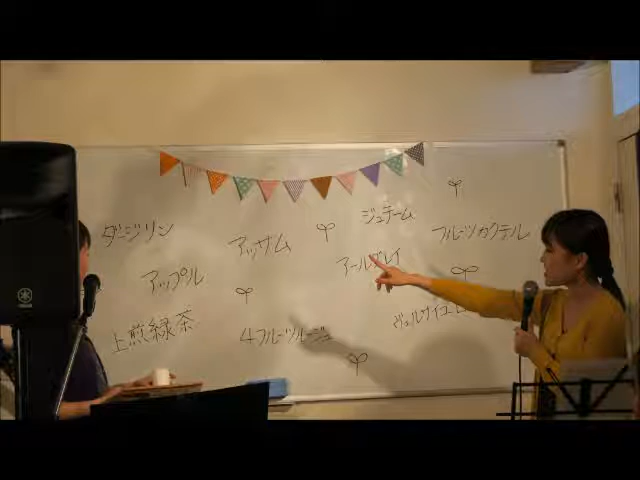 ダージリン
アッサム
ジュテーム
フルーツカクテル
アップル
アールグレイ
上煎緑茶
4フルーツルージュ
ヴェルサイユ
YAMAHA